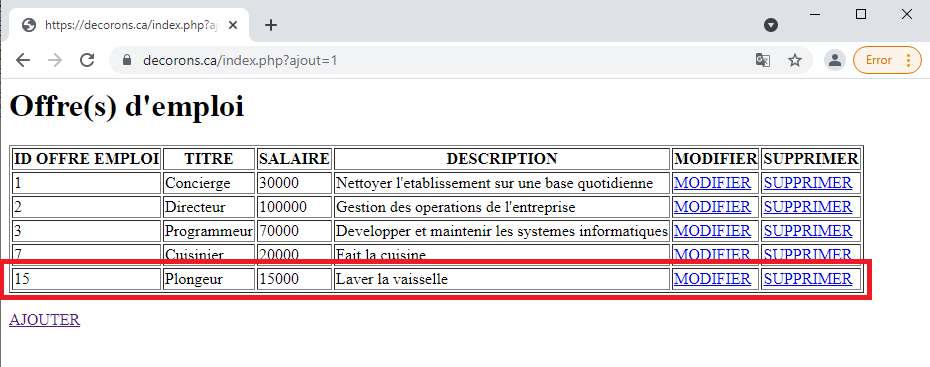 https://decorons.ca/index.php?aj
decorons.ca/index.php?ajout=1
Error
Offre(s) d'emploi
ID OFFRE EMPLOI TITRE SALAIRE DESCRIPTION MODIFIER SUPPRIMER
1 Concierge 30000 Nettoyer l'etablissement sur une base quotidienne MODIFIER SUPPRIMER
2 Directeur 100000 Gestion des operations de l'entreprise MODIFIER SUPPRIMER
3 Programmeur 70000 Developper et maintenir les systemes informatiques MODIFIER SUPPRIMER
7 Cuisinier 20000 Fait la cuisine MODIFIER SUPPRIMER
15 Plongeur 15000 Laver la vaisselle MODIFIER SUPPRIMER
AJOUTER